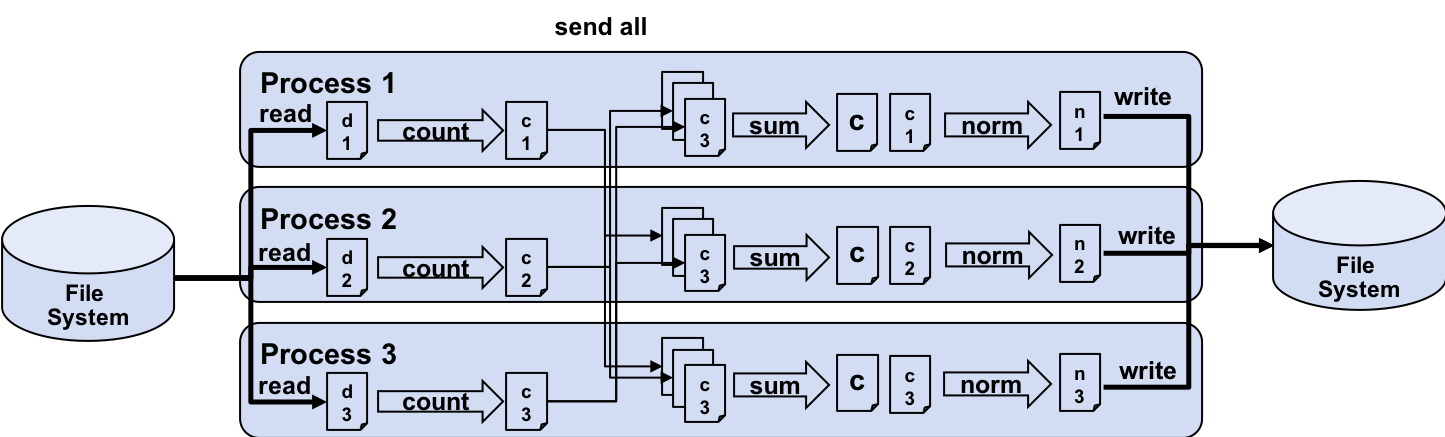 send all
Process 1
read
d
1
count
c
1
c
3
sum
c
c
1
norm
n
1
write
Process 2
read
d
2
count
c
2
c
3
sum
c
c
2
norm
n
2
write
Process 3
read
d
3
count
c
3
c
3
sum
c
c
3
norm
n
3
write
File
System
File
System